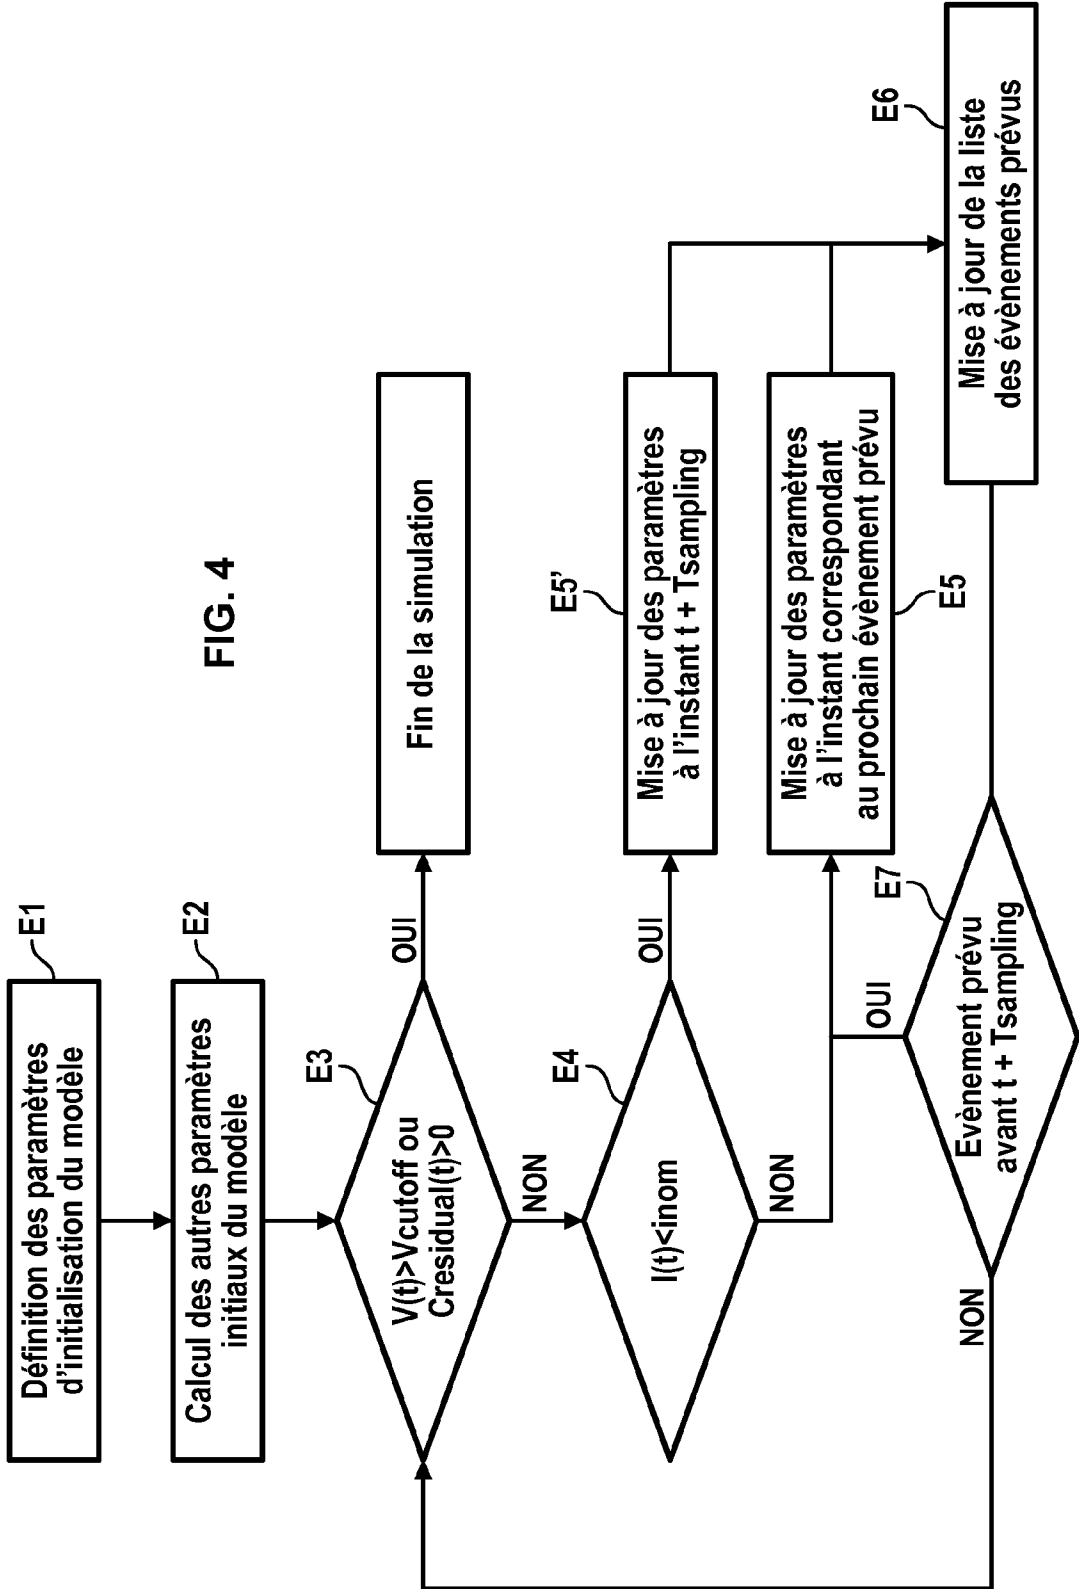 FIG. 4
E1
Définition des paramètres
d'initialisation du modèle
E2
Calcul des autres paramètres
initiaux du modèle
E3
V(t)>Vcutoff ou
Cresidual(t)>0
OUI
Fin de la simulation
NON
E4
I(t)<inom
OUI
E5'
Mise à jour des paramètres
à l'instant t + Tsampling
NON
Mise à jour des paramètres
à l'instant correspondant
au prochain évènement prévu
E5
E6
Mise à jour de la liste
des évènements prévus
E7
Evènement prévu
avant t + Tsampling
OUI
NON